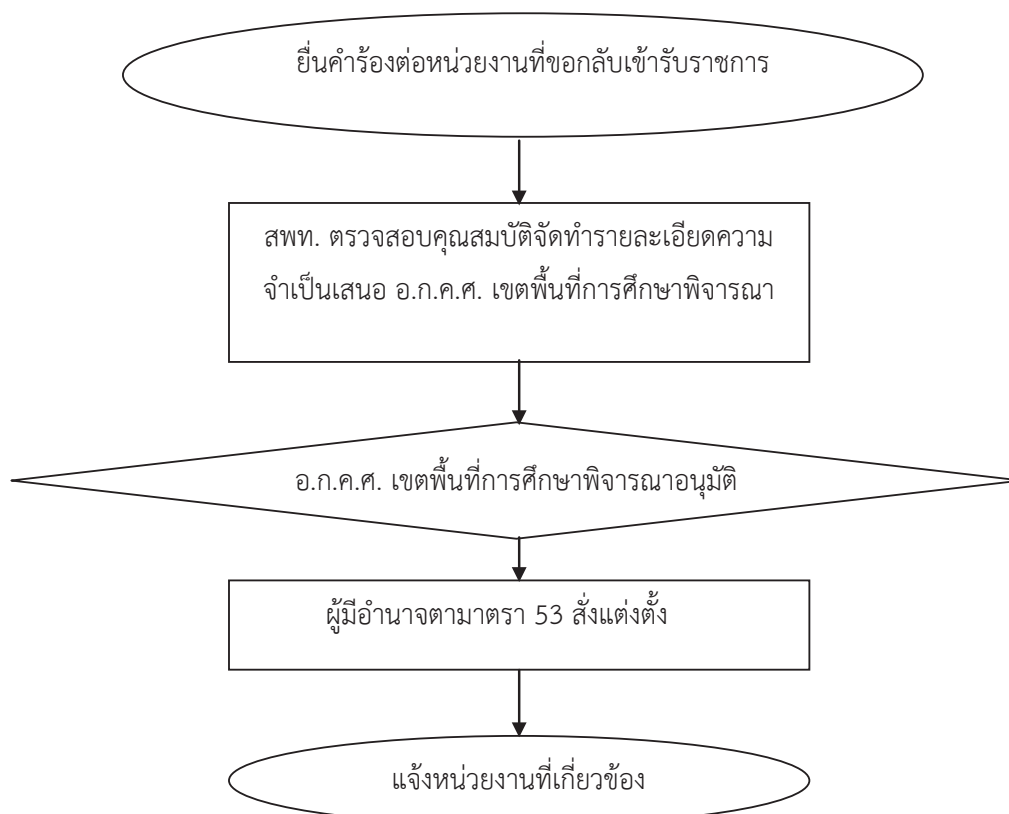 ยื่นคำร้องต่อหน่วยงานที่ขอกลับเข้ารับราชการ
สพท. ตรวจสอบคุณสมบัติจัดทำรายละเอียดความ
จำเป็นเสนอ อ.ก.ค.ศ. เขตพื้นที่การศึกษาพิจารณา
อ.ก.ค.ศ. เขตพื้นที่การศึกษาพิจารณาอนุมัติ
ผู้มีอำนาจตามาตรา 53 สั่งแต่งตั้ง
แจ้งหน่วยงานที่เกี่ยวข้อง